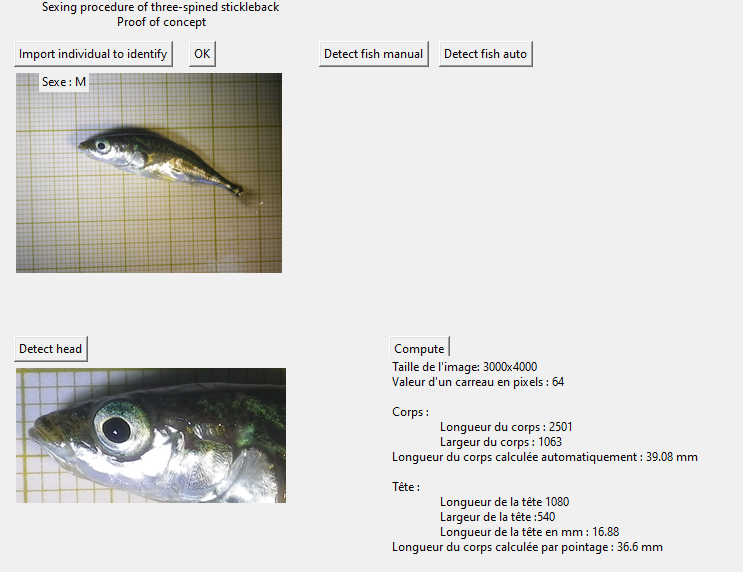 Sexing procedure of three-spined stickleback
Proof of concept
Import individual to identify
OK
Detect fish manual
Detect fish auto
Sexe : M
Detect head
Compute
Taille de l'image: 3000x4000
Valeur d'un carreau en pixels : 64
Corps :
Longueur du corps : 2501
Largeur du corps : 1063
Longueur du corps calculée automatiquement : 39.08 mm
Tête :
Longueur de la tête 1080
Largeur de la tête :540
Longueur de la tête en mm : 16.88
Longueur du corps calculée par pointage : 36.6 mm